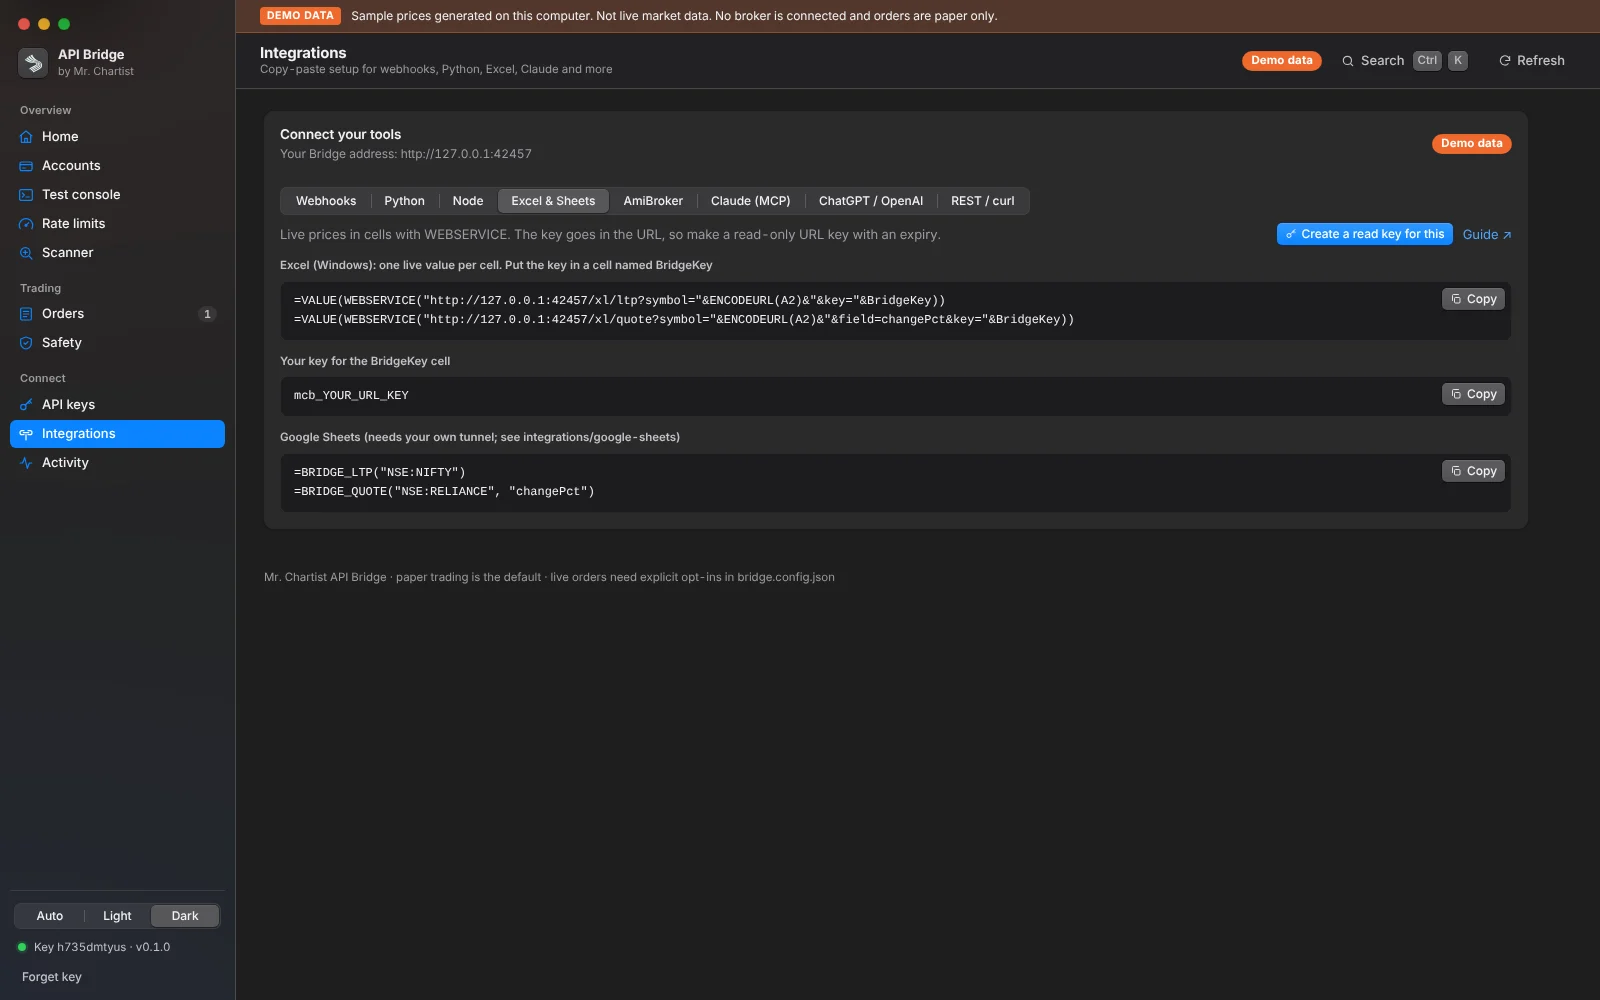 DEMO DATA Sample prices generated on this computer. Not live market data. No broker is connected and orders are paper only.
API Bridge
by Mr. Chartist
Overview
Home
Accounts
Test console
Rate limits
Scanner
Trading
Orders 1
Safety
Connect
API keys
Integrations
Activity
Auto Light Dark
Key h735dmtyus · v0.1.0
Forget key
Integrations
Copy-paste setup for webhooks, Python, Excel, Claude and more
Demo data Search Ctrl K Refresh
Connect your tools
Your Bridge address: http://127.0.0.1:42457
Demo data
Webhooks Python Node Excel & Sheets AmiBroker Claude (MCP) ChatGPT / OpenAI REST / curl
Live prices in cells with WEBSERVICE. The key goes in the URL, so make a read-only URL key with an expiry.
Create a read key for this Guide ↗
Excel (Windows): one live value per cell. Put the key in a cell named BridgeKey
=VALUE(WEBSERVICE("http://127.0.0.1:42457/xl/ltp?symbol="&ENCODEURL(A2)&"&key="&BridgeKey))
=VALUE(WEBSERVICE("http://127.0.0.1:42457/xl/quote?symbol="&ENCODEURL(A2)&"&field=changePct&key="&BridgeKey))
Copy
Your key for the BridgeKey cell
mcb_YOUR_URL_KEY
Copy
Google Sheets (needs your own tunnel; see integrations/google-sheets)
=BRIDGE_LTP("NSE:NIFTY")
=BRIDGE_QUOTE("NSE:RELIANCE", "changePct")
Copy
Mr. Chartist API Bridge · paper trading is the default · live orders need explicit opt-ins in bridge.config.json